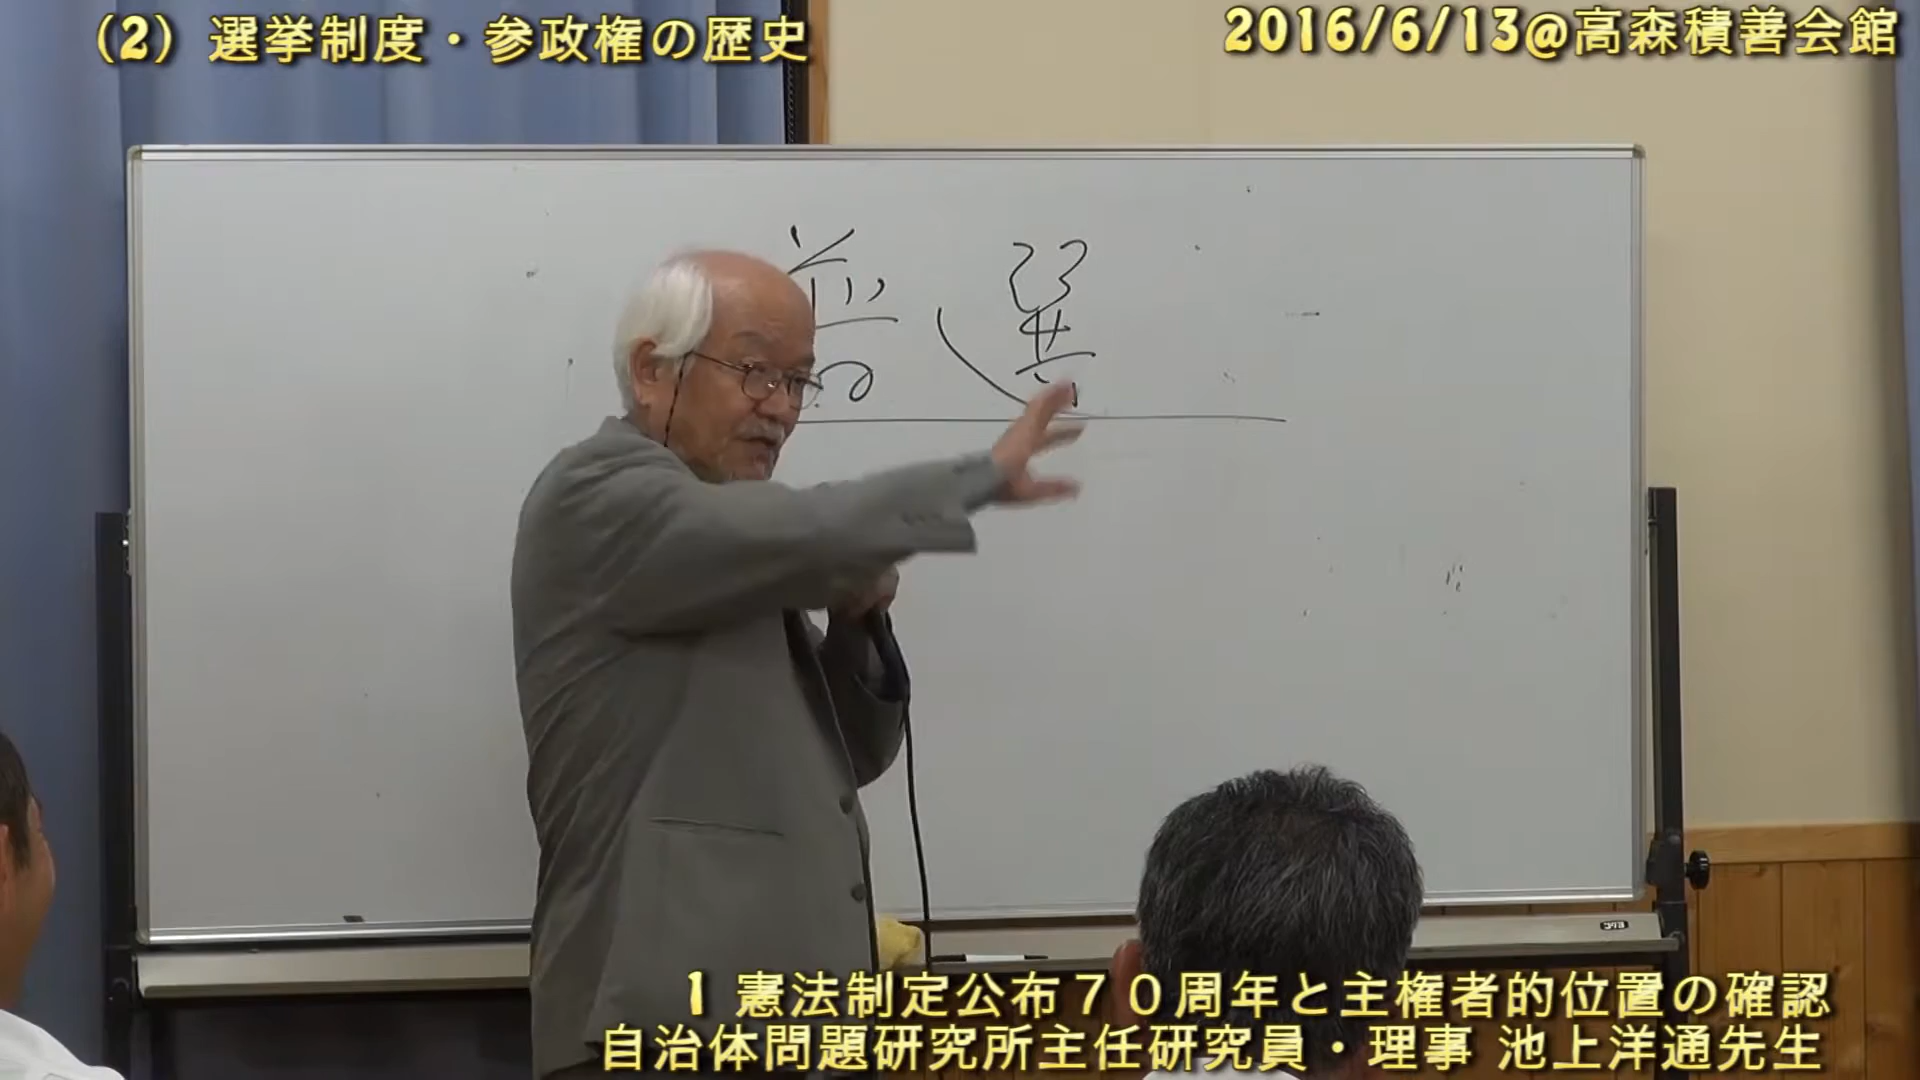 (2) 選挙制度・参政権の歴史
2016/6/13@高森積善会館
選
1 憲法制定公布７０周年と主権者的位置の確認
自治体問題研究所主任研究員・理事 池上洋通先生